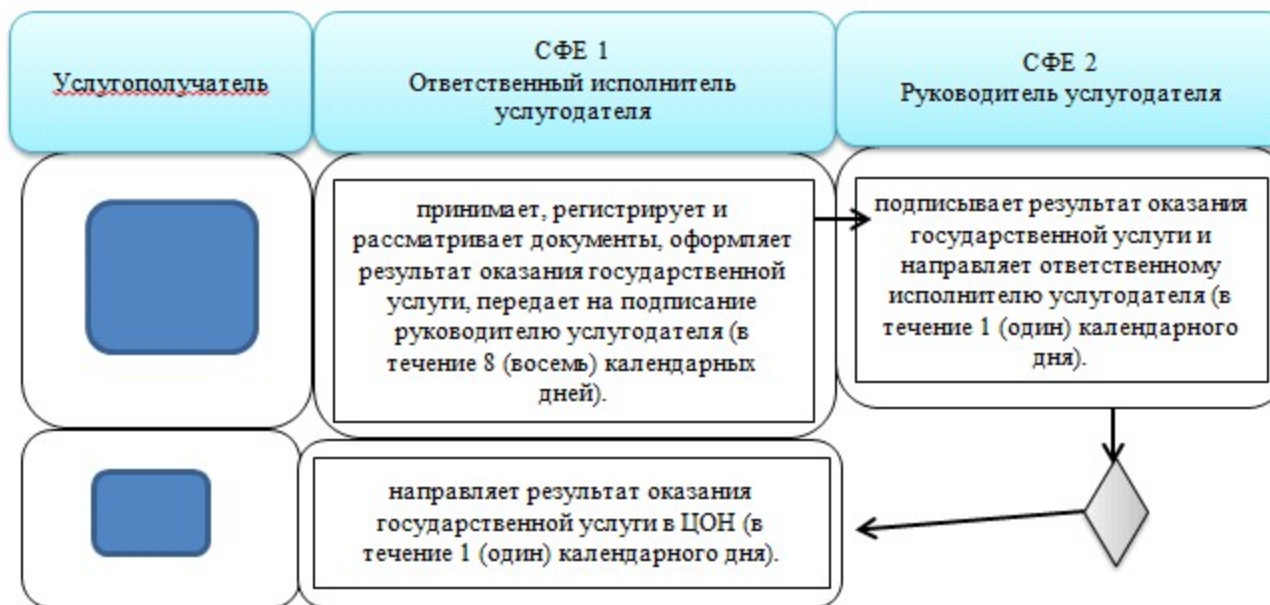 Услугополучатель
СФЕ 1
Ответственный исполнитель
услугодателя
СФЕ 2
Руководитель услугодателя
принимает, регистрирует и
рассматривает документы, оформляет
результат оказания государственной
услуги, передает на подписание
руководителю услугодателя (в
течение 8 (восемь) календарных
дней).
подписывает результат оказания
государственной услуги и
направляет ответственному
исполнителю услугодателя (в
течение 1 (один) календарного
дня).
направляет результат оказания
государственной услуги в ЦОН (в
течение 1 (один) календарного дня).